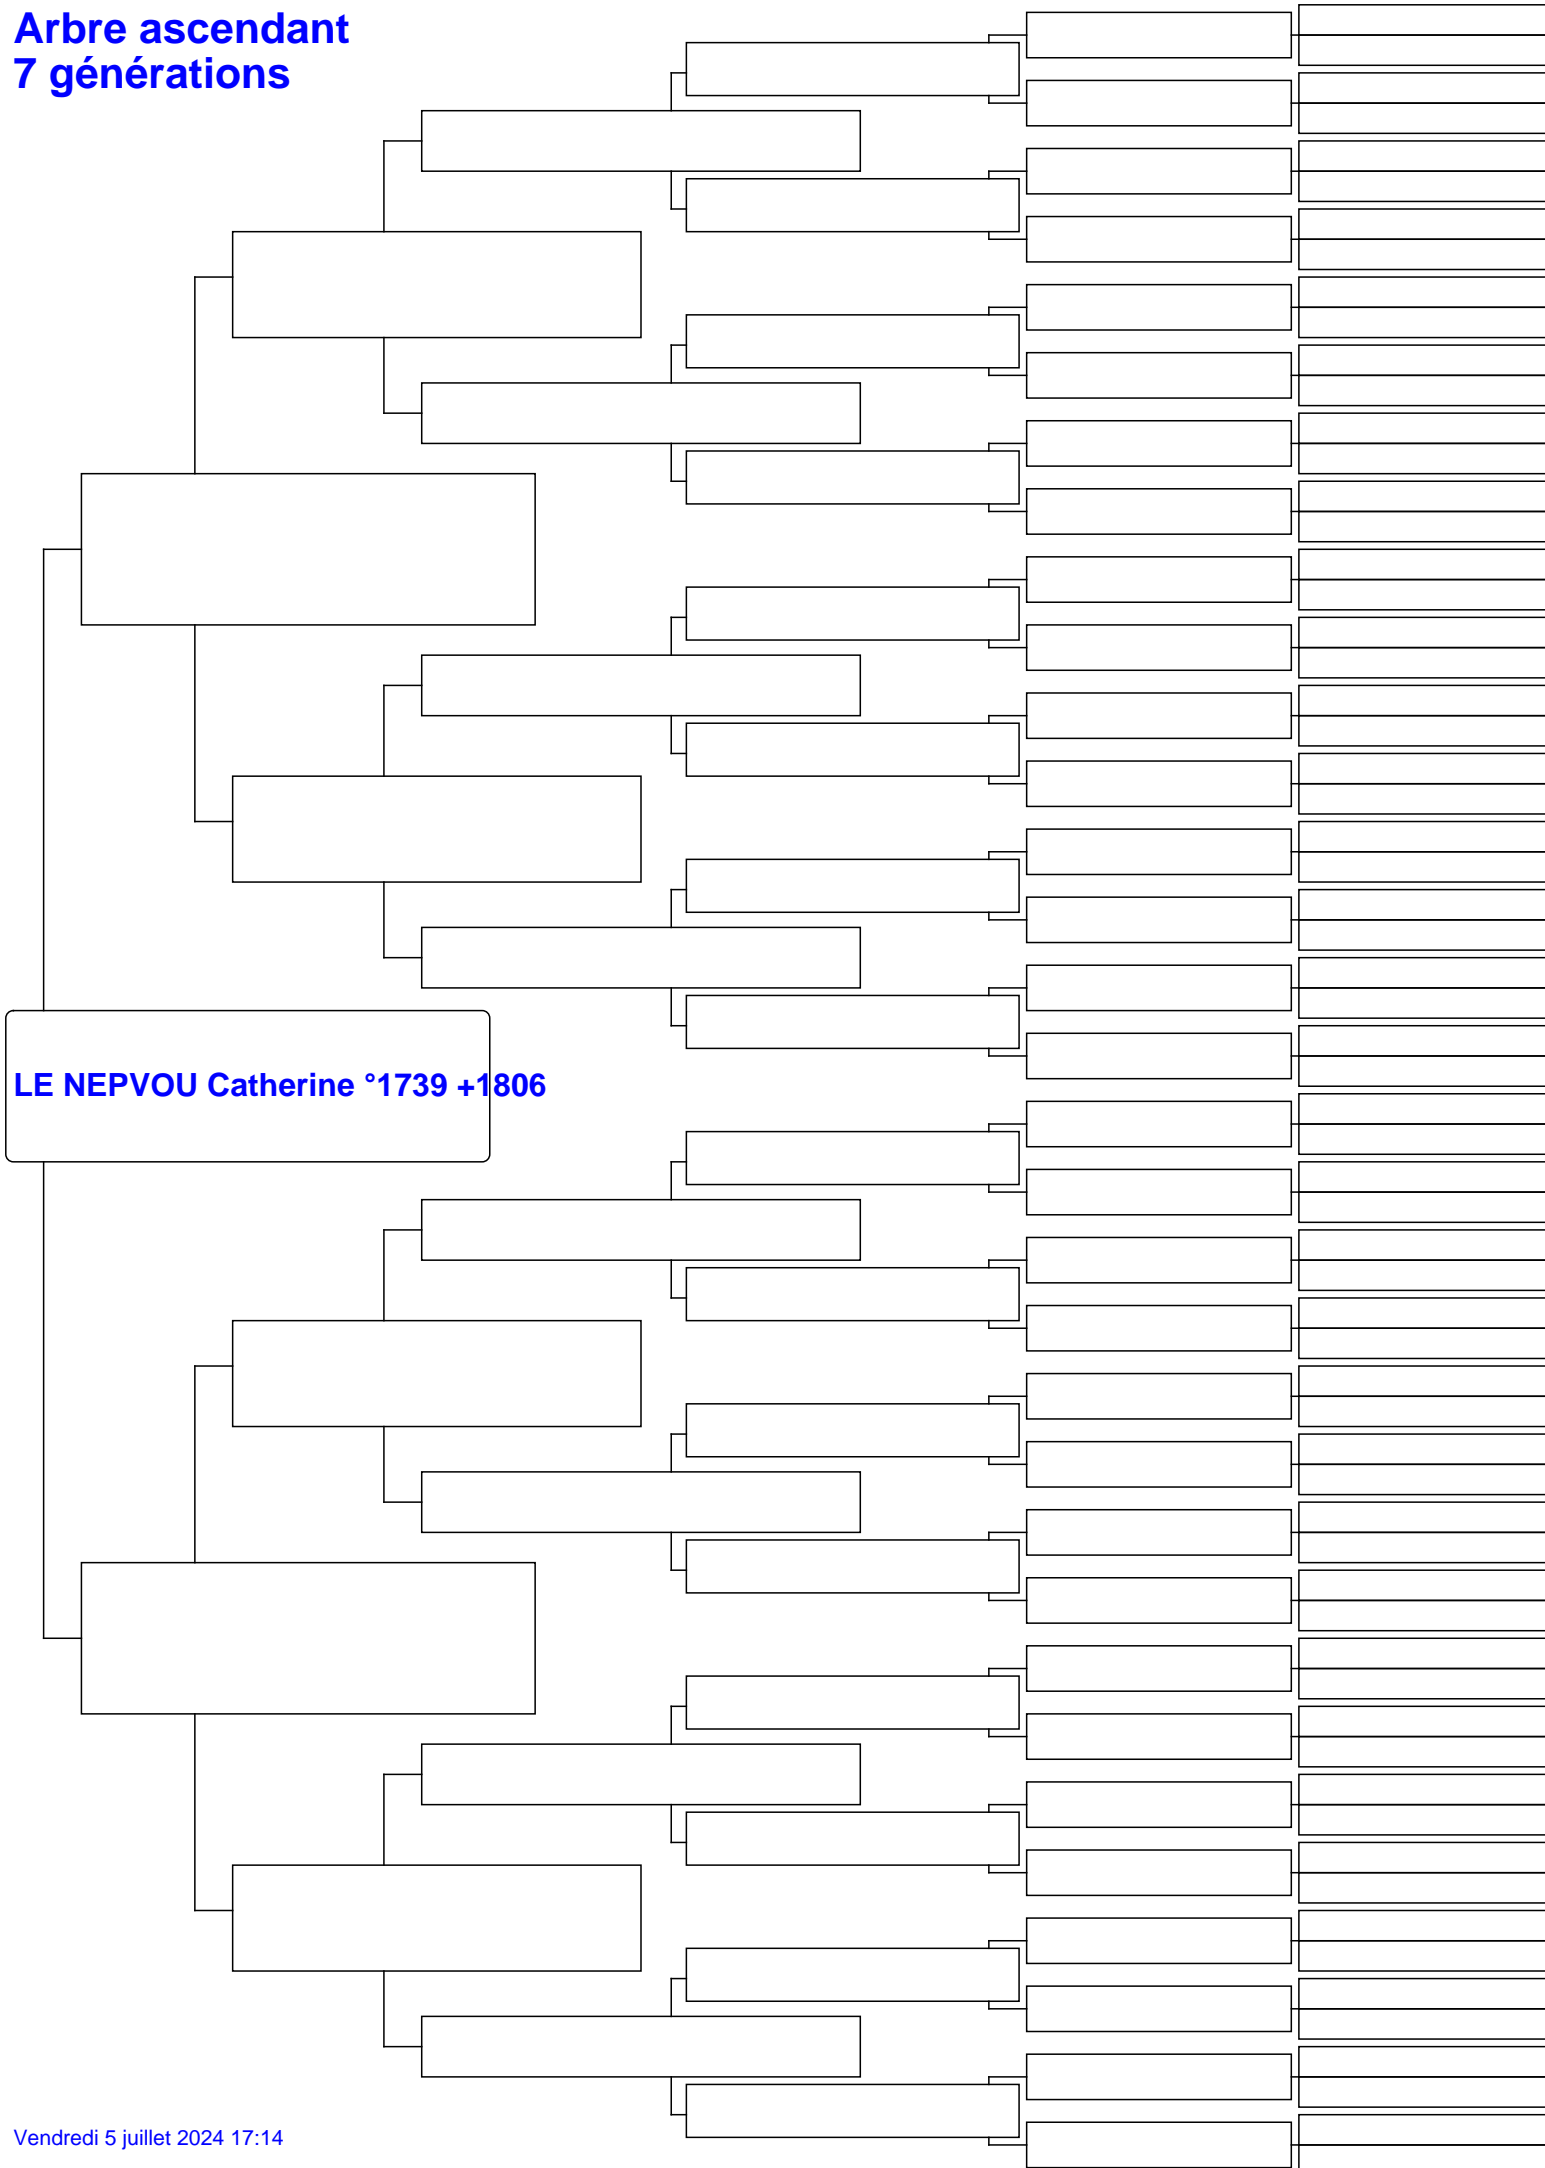 Arbre ascendant
7 générations
LE NEPVOU Catherine °1739 +1806
Vendredi 5 juillet 2024 17:14